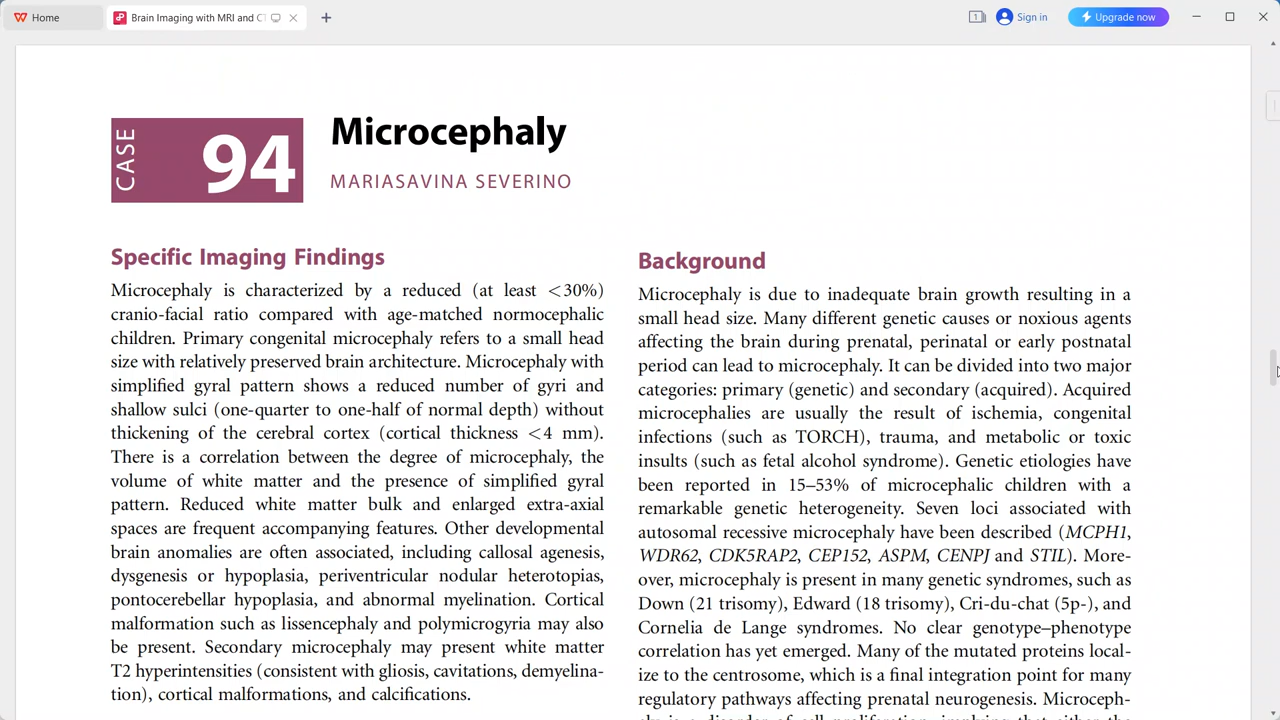 Home
Brain Imaging with MRI and C
1
Sign in
Upgrade now
CASE
94
Microcephaly
MARIASAVINA SEVERINO
Specific Imaging Findings
Microcephaly is characterized by a reduced (at least <30%)
cranio-facial ratio compared with age-matched normocephalic
children. Primary congenital microcephaly refers to a small head
size with relatively preserved brain architecture. Microcephaly with
simplified gyral pattern shows a reduced number of gyri and
shallow sulci (one-quarter to one-half of normal depth) without
thickening of the cerebral cortex (cortical thickness <4 mm).
There is a correlation between the degree of microcephaly, the
volume of white matter and the presence of simplified gyral
pattern. Reduced white matter bulk and enlarged extra-axial
spaces are frequent accompanying features. Other developmental
brain anomalies are often associated, including callosal agenesis,
dysgenesis or hypoplasia, periventricular nodular heterotopias,
pontocerebellar hypoplasia, and abnormal myelination. Cortical
malformation such as lissencephaly and polymicrogyria may also
be present. Secondary microcephaly may present white matter
T2 hyperintensities (consistent with gliosis, cavitations, demyelina-
tion), cortical malformations, and calcifications.
Background
Microcephaly is due to inadequate brain growth resulting in a
small head size. Many different genetic causes or noxious agents
affecting the brain during prenatal, perinatal or early postnatal
period can lead to microcephaly. It can be divided into two major
categories: primary (genetic) and secondary (acquired). Acquired
microcephalies are usually the result of ischemia, congenital
infections (such as TORCH), trauma, and metabolic or toxic
insults (such as fetal alcohol syndrome). Genetic etiologies have
been reported in 15–53% of microcephalic children with a
remarkable genetic heterogeneity. Seven loci associated with
autosomal recessive microcephaly have been described (MCPH1,
WDR62, CDK5RAP2, CEP152, ASPM, CENPJ and STIL). More-
over, microcephaly is present in many genetic syndromes, such as
Down (21 trisomy), Edward (18 trisomy), Cri-du-chat (5p-), and
Cornelia de Lange syndromes. No clear genotype–phenotype
correlation has yet emerged. Many of the mutated proteins local-
ize to the centrosome, which is a final integration point for many
regulatory pathways affecting prenatal neurogenesis. Microceph-
aly is a disorder of cell proliferation, implying that either the